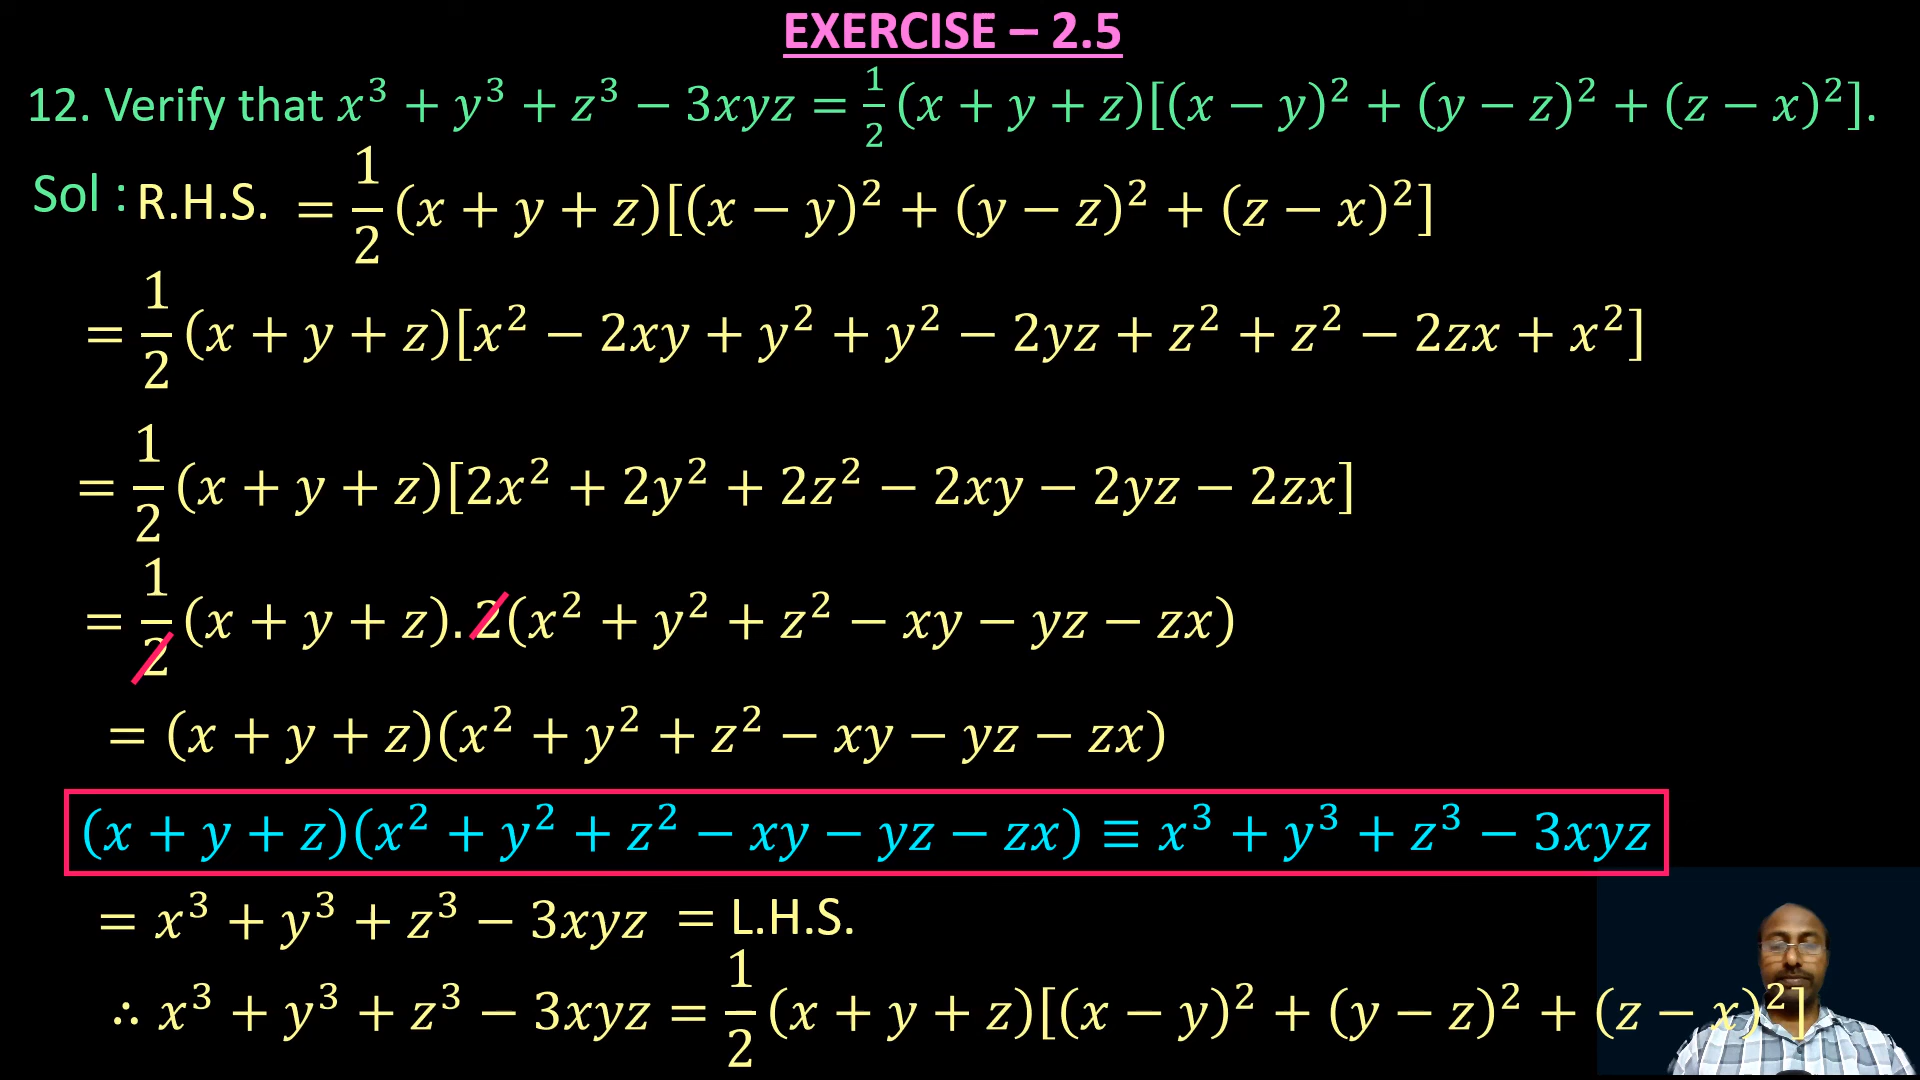 EXERCISE – 2.5
12. Verify that x³ + y³ + z³ − 3xyz = 1/2 (x + y + z)[(x − y)² + (y − z)² + (z − x)²].
Sol : R.H.S. = 1/2 (x + y + z)[(x − y)² + (y − z)² + (z − x)²]
= 1/2 (x + y + z)[x² − 2xy + y² + y² − 2yz + z² + z² − 2zx + x²]
= 1/2 (x + y + z)[2x² + 2y² + 2z² − 2xy − 2yz − 2zx]
= 1/2 (x + y + z). 2(x² + y² + z² − xy − yz − zx)
= (x + y + z)(x² + y² + z² − xy − yz − zx)
(x + y + z)(x² + y² + z² − xy − yz − zx) ≡ x³ + y³ + z³ − 3xyz
= x³ + y³ + z³ − 3xyz = L.H.S.
∴ x³ + y³ + z³ − 3xyz = 1/2 (x + y + z)[(x − y)² + (y − z)² + (z − x)²]